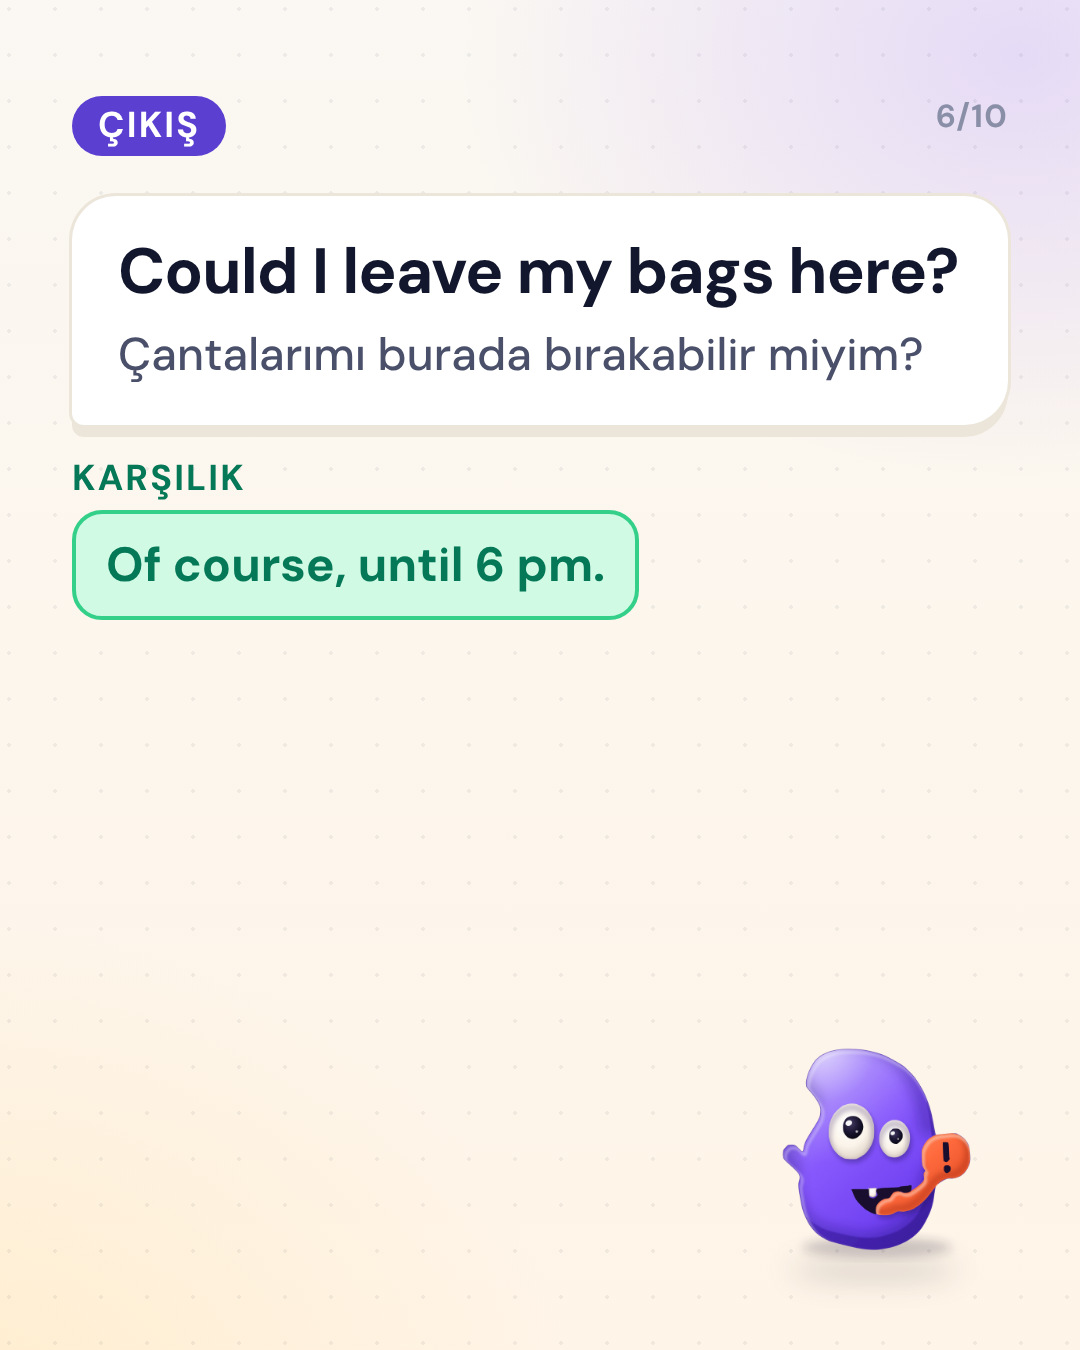 ÇIKIŞ
6/10
Could I leave my bags here?
Çantalarımı burada bırakabilir miyim?
KARŞILIK
Of course, until 6 pm.
!